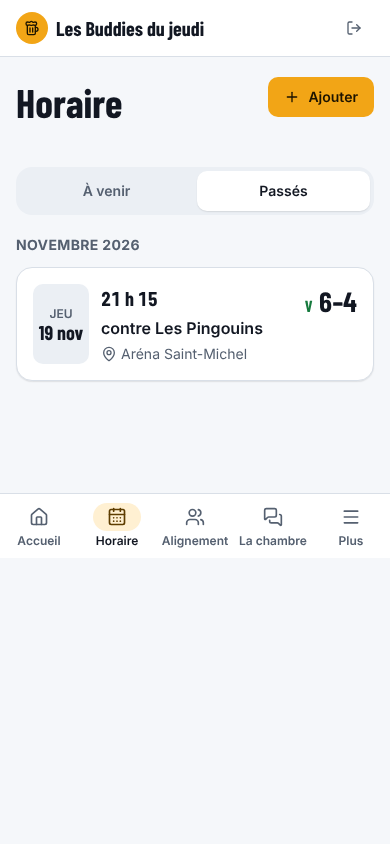 Les Buddies du jeudi
Horaire
Ajouter
À venir
Passés
NOVEMBRE 2026
JEU
19 nov
21 h 15
V 6–4
contre Les Pingouins
Aréna Saint-Michel
Accueil
Horaire
Alignement
La chambre
Plus